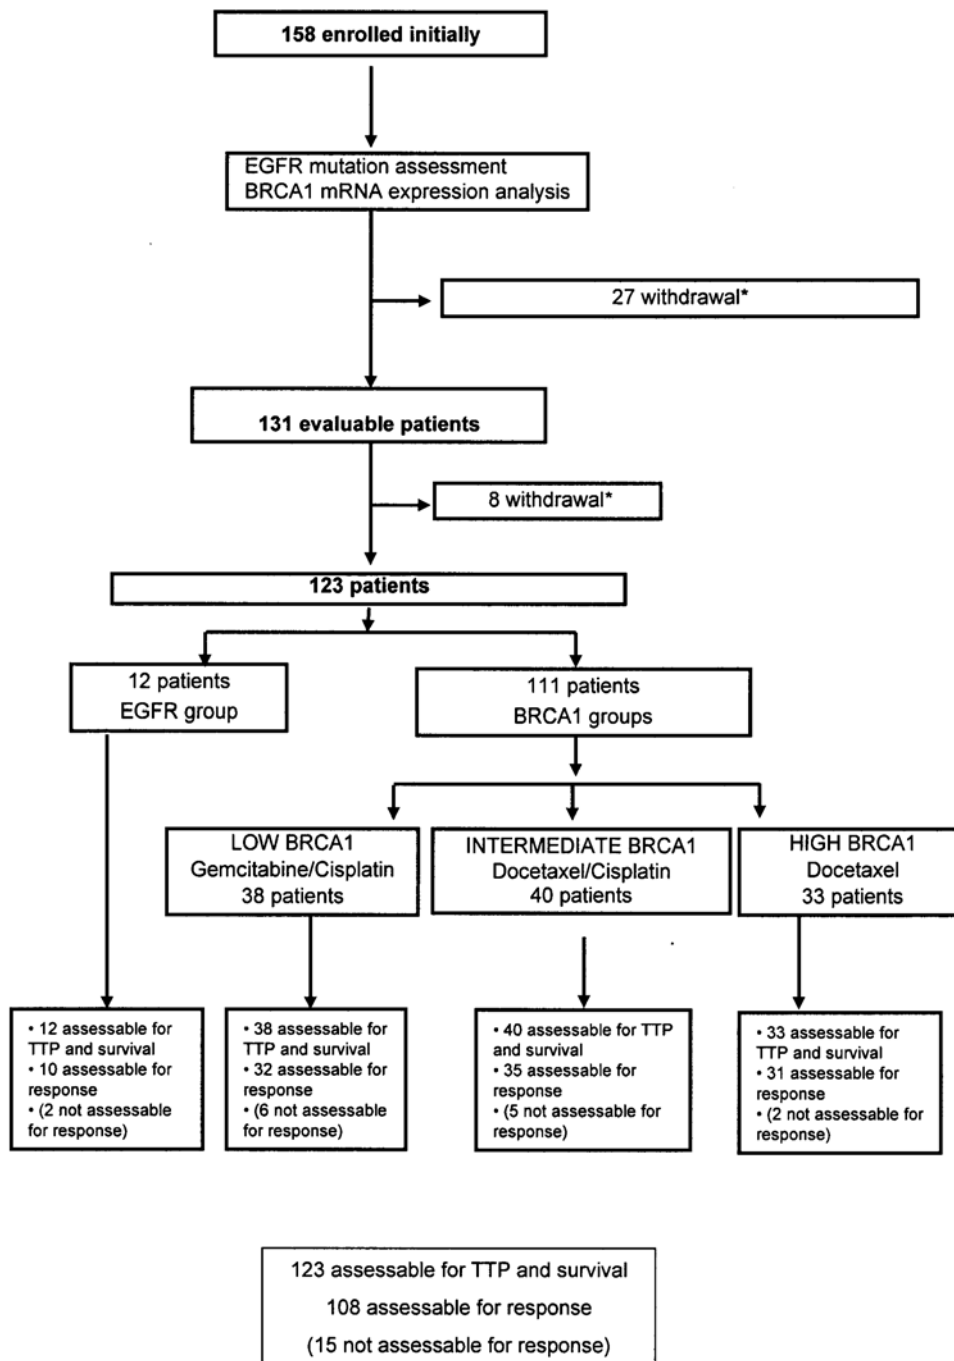 158 enrolled initially
EGFR mutation assessment
BRCA1 mRNA expression analysis
27 withdrawal*
131 evaluable patients
8 withdrawal*
123 patients
12 patients
EGFR group
111 patients
BRCA1 groups
LOW BRCA1
Gemcitabine/Cisplatin
38 patients
INTERMEDIATE BRCA1
Docetaxel/Cisplatin
40 patients
HIGH BRCA1
Docetaxel
33 patients
• 12 assessable for
TTP and survival
• 10 assessable for
response
• (2 not assessable
for response)
• 38 assessable for
TTP and survival
• 32 assessable for
response
• (6 not assessable
for response)
• 40 assessable for TTP
and survival
• 35 assessable for
response
• (5 not assessable for
response)
• 33 assessable for
TTP and survival
• 31 assessable for
response
• (2 not assessable for
response)
123 assessable for TTP and survival
108 assessable for response
(15 not assessable for response)